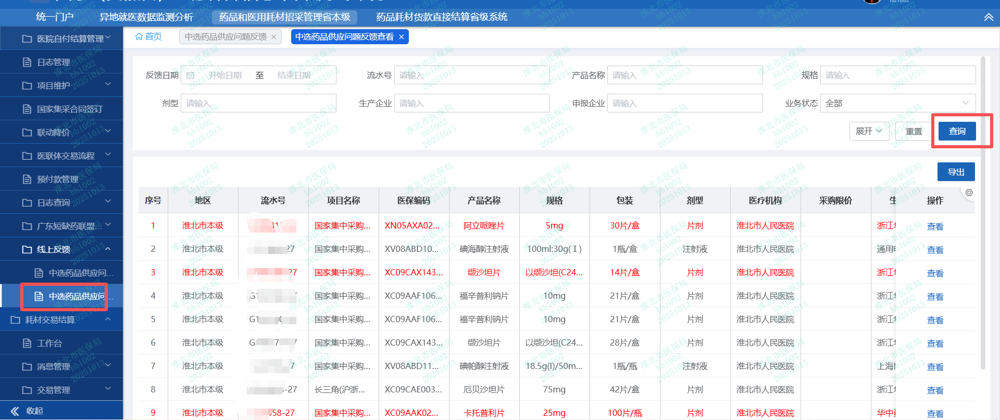 hb1002
统一门户 异地就医数据监测分析 药品和医用耗材招采管理省本级 药品耗材货款直接结算省级系统
医院自付结算管理
日志管理
项目维护
国家集采合同签订
联动降价
医联体交易流程
预付款管理
日志查询
广东短缺药联盟...
线上反馈
中选药品供应问...
中选药品供应问...
耗材交易结算
工作台
消息管理
交易管理
收起
首页 中选药品供应问题反馈 × 中选药品供应问题反馈查看 ×
反馈日期 开始日期 至 结束日期 流水号 请输入 产品名称 请输入 规格 请输入
剂型 请输入 生产企业 请输入 申报企业 请输入 业务状态 全部
展开 重置 查询
导出
序号 地区 流水号 项目名称 医保编码 产品名称 规格 包装 剂型 医疗机构 采购限价 生 操作
1 淮北市本级 国家集中采购... XN05AXA02... 阿立哌唑片 5mg 30片/盒 片剂 淮北市人民医院 浙江华 查看
2 淮北市本级 27 国家集中采购... XV08ABD10... 碘海醇注射液 100ml:30g(Ⅰ) 1瓶/盒 注射液 淮北市人民医院 通用电 查看
3 淮北市本级 27 国家集中采购... XC09CAX143... 缬沙坦片 以缬沙坦(C24... 14片/盒 片剂 淮北市人民医院 浙江华 查看
4 淮北市本级 国家集中采购... XC09AAF106... 福辛普利钠片 10mg 21片/盒 片剂 淮北市人民医院 浙江华 查看
5 淮北市本级 国家集中采购... XC09AAF106... 福辛普利钠片 10mg 21片/盒 片剂 淮北市人民医院 浙江华 查看
6 淮北市本级 国家集中采购... XC09CAX143... 缬沙坦片 以缬沙坦(C24... 28片/盒 片剂 淮北市人民医院 浙江华 查看
7 淮北市本级 国家集中采购... XV08ABD11... 碘帕醇注射液 18.5g(I)/50m... 1瓶/瓶 注射液 淮北市人民医院 上海博 查看
8 淮北市本级 -27 长三角(沪浙... XC09CAE003... 厄贝沙坦片 75mg 42片/盒 片剂 淮北市人民医院 浙江华 查看
9 淮北市本级 58-27 国家集中采购... XC09AAK02... 卡托普利片 25mg 100片/瓶 片剂 淮北市人民医院 华中药 查看
淮北市医保局
hb1002
20251013